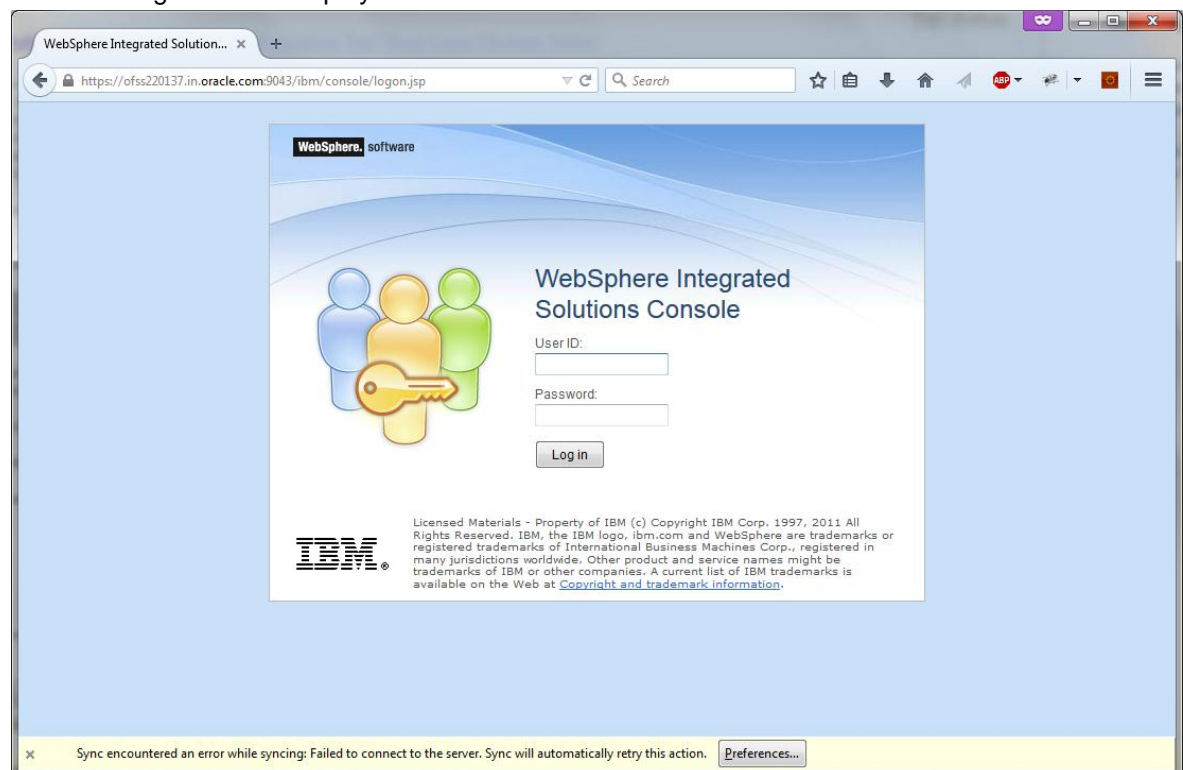 WebSphere Integrated Solution...
https://ofss220137.in.oracle.com:9043/ibm/console/logon.jsp
Search
ABP
WebSphere. software
WebSphere Integrated
Solutions Console
User ID:
Password:
Log in
IBM®
Licensed Materials - Property of IBM (c) Copyright IBM Corp. 1997, 2011 All
Rights Reserved. IBM, the IBM logo, ibm.com and WebSphere are trademarks or
registered trademarks of International Business Machines Corp., registered in
many jurisdictions worldwide. Other product and service names might be
trademarks of IBM or other companies. A current list of IBM trademarks is
available on the Web at Copyright and trademark information.
Sync encountered an error while syncing: Failed to connect to the server. Sync will automatically retry this action. Preferences...